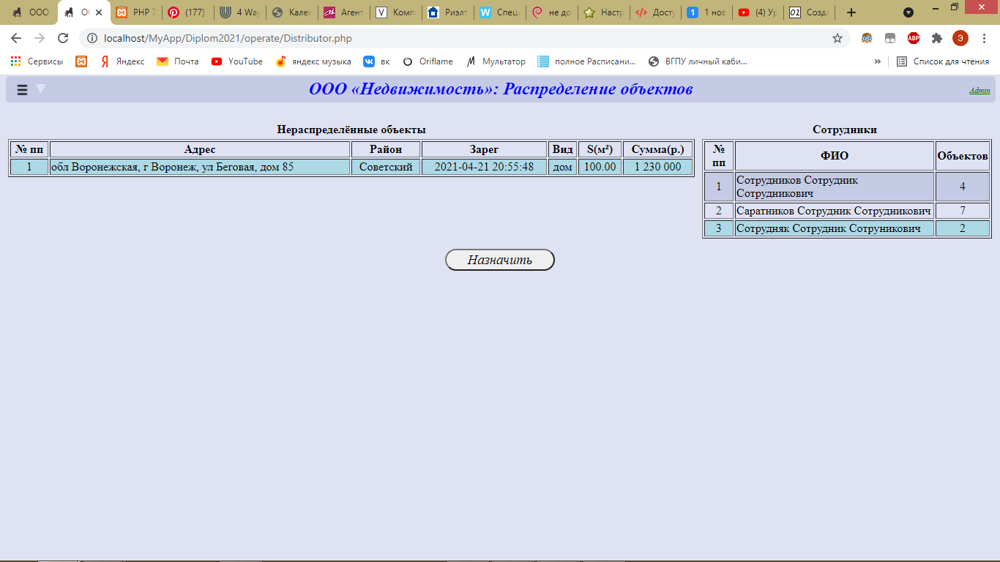 ООО
ОС
PHP 7
(177)
4 Way
Кален
Агент
Комп
Риэлт
Специ
не до
Настр
Досту
1 нов
(4) Ур
Созда
localhost/MyApp/Diplom2021/operate/Distributor.php
Э
ABP
Сервисы
Яндекс
Почта
YouTube
яндекс музыка
вк
Oriflame
Мультатор
полное Расписани...
ВГПУ личный каби...
»
Список для чтения
ООО «Недвижимость»: Распределение объектов
Admin
Нераспределённые объекты
№ пп Адрес Район Зарег Вид S(м²) Сумма(р.)
1 обл Воронежская, г Воронеж, ул Беговая, дом 85 Советский 2021-04-21 20:55:48 дом 100.00 1 230 000
Сотрудники
№ пп ФИО Объектов
1 Сотрудников Сотрудник Сотрудникович 4
2 Саратников Сотрудник Сотрудникович 7
3 Сотрудняк Сотрудник Сотруникович 2
Назначить